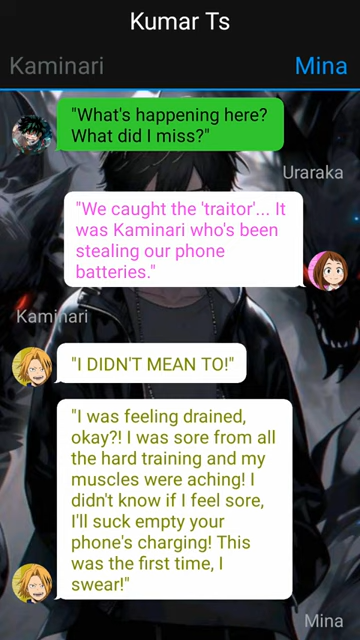 Kumar Ts
Kaminari
Mina
"What's happening here?
What did I miss?"
Uraraka
"We caught the 'traitor'... It
was Kaminari who's been
stealing our phone
batteries."
Kaminari
"I DIDN'T MEAN TO!"
"I was feeling drained,
okay?! I was sore from all
the hard training and my
muscles were aching! I
didn't know if I feel sore,
I'll suck empty your
phone's charging! This
was the first time, I
swear!"
Mina